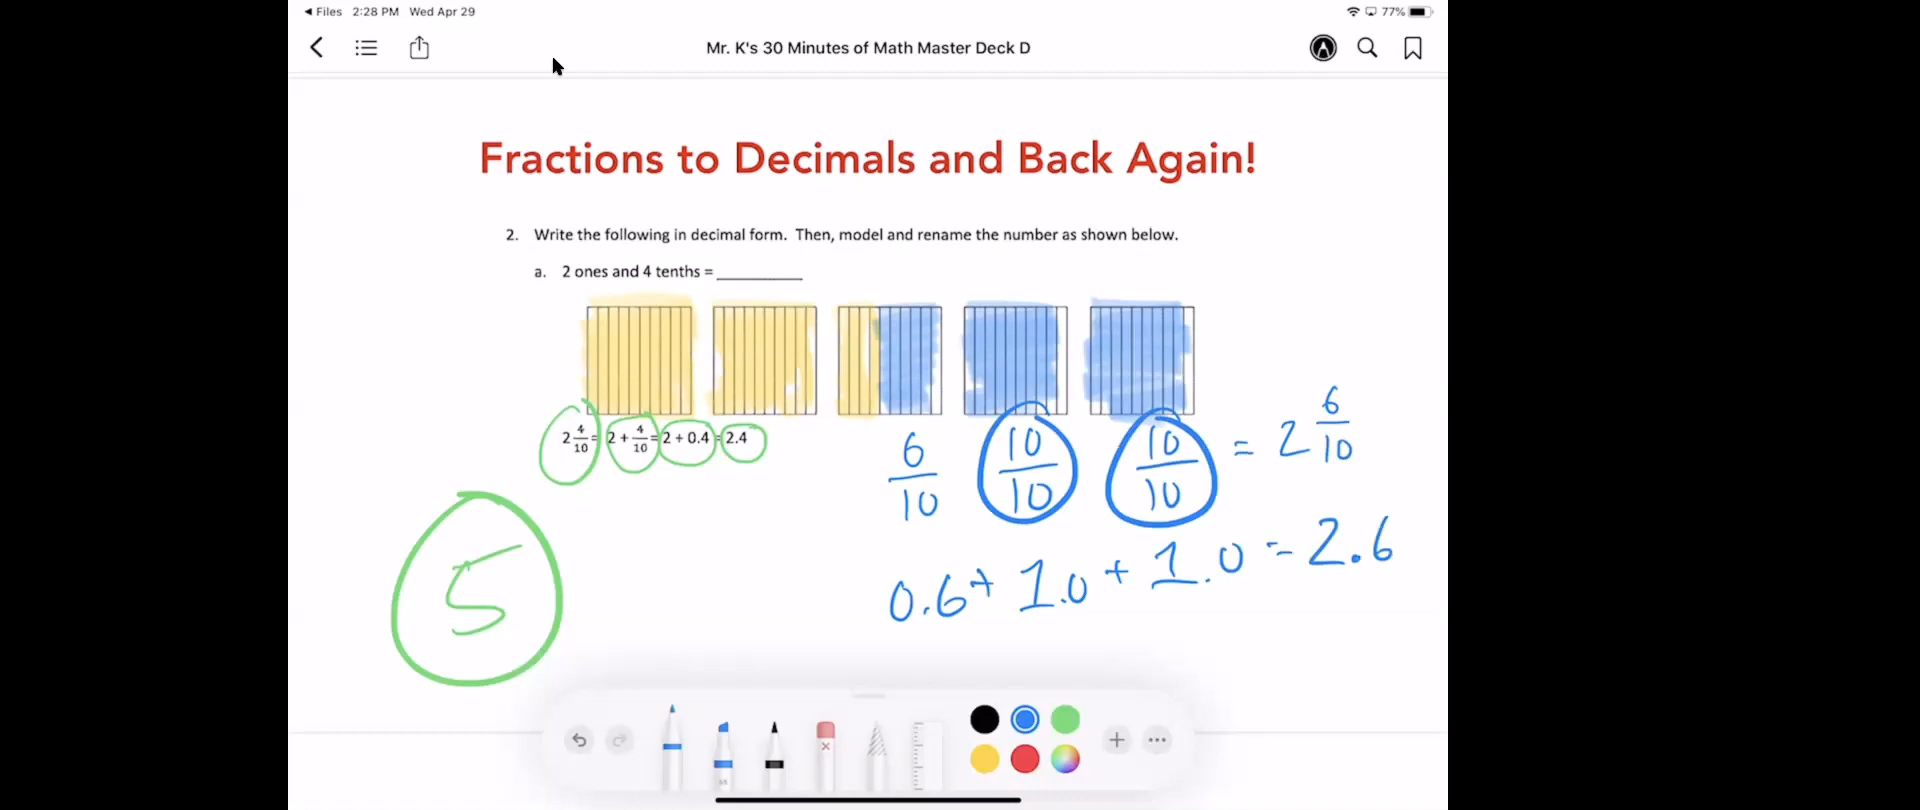 Files 2:28 PM Wed Apr 29 77%
Mr. K's 30 Minutes of Math Master Deck D
Fractions to Decimals and Back Again!
2. Write the following in decimal form. Then, model and rename the number as shown below.
a. 2 ones and 4 tenths = __________
2 4/10 = 2 + 4/10 = 2 + 0.4 = 2.4
6/10 10/10 10/10 = 2 6/10
0.6 + 1.0 + 1.0 = 2.6
5